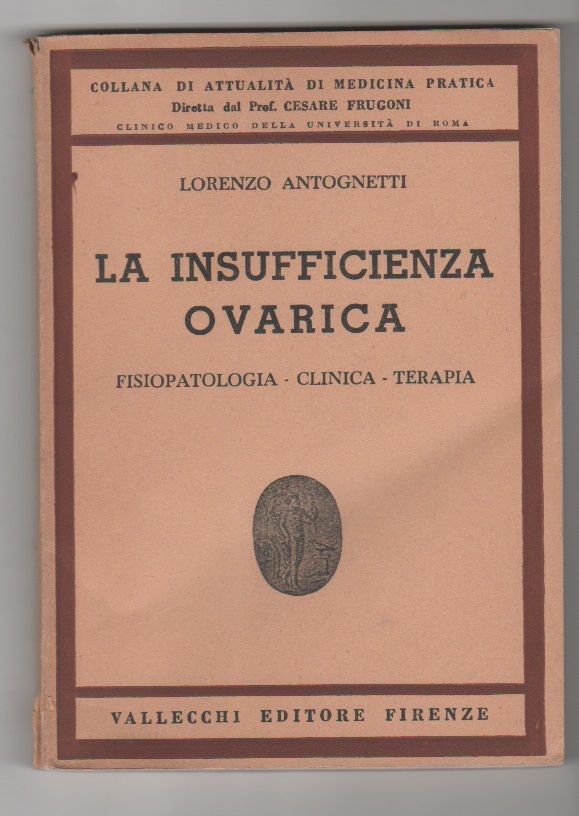 COLLANA DI ATTUALITÀ DI MEDICINA PRATICA
Diretta dal Prof. CESARE FRUGONI
CLINICO MEDICO DELLA UNIVERSITÀ DI ROMA
LORENZO ANTOGNETTI
LA INSUFFICIENZA
OVARICA
FISIOPATOLOGIA - CLINICA - TERAPIA
VALLECCHI EDITORE FIRENZE